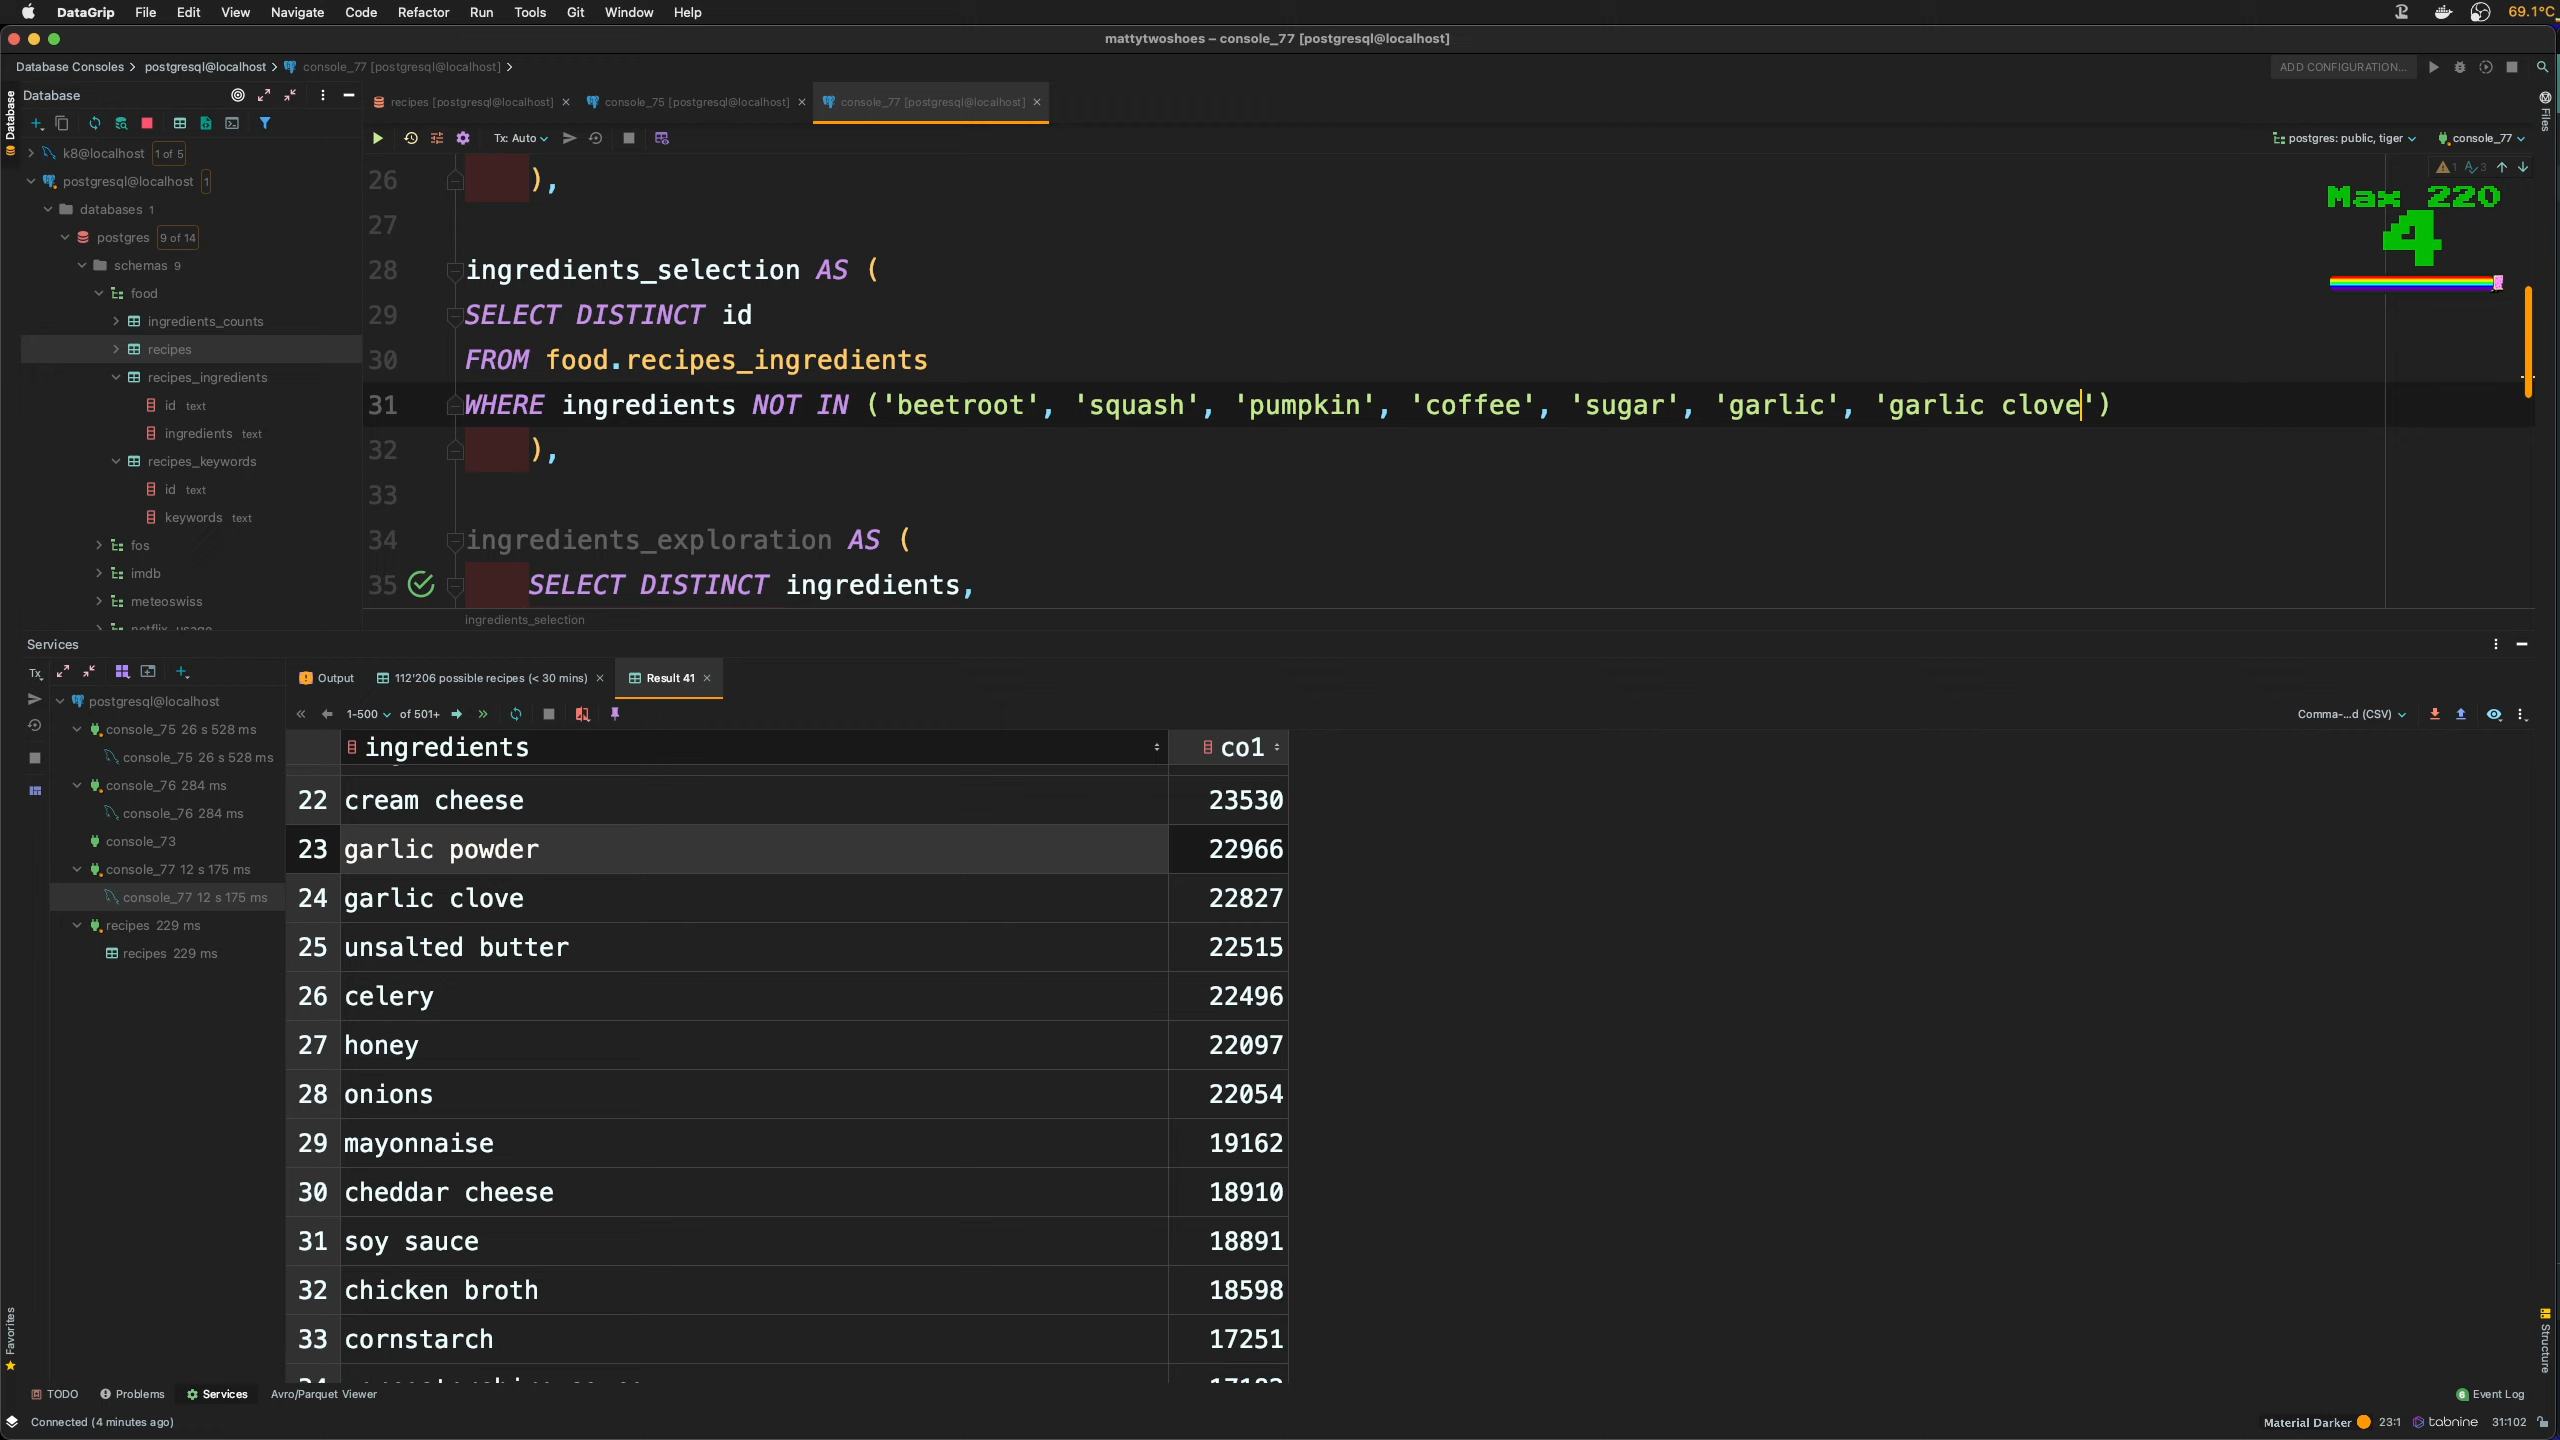 DataGrip File Edit View Navigate Code Refactor Run Tools Git Window Help
69.1°C
mattytwoshoes – console_77 [postgresql@localhost]
Database Consoles postgresql@localhost console_77 [postgresql@localhost]
ADD CONFIGURATION...
Database
recipes [postgresql@localhost]
console_75 [postgresql@localhost]
console_77 [postgresql@localhost]
Database
Files
Tx: Auto
postgres: public, tiger
console_77
k8@localhost 1 of 5
postgresql@localhost 1
databases 1
postgres 9 of 14
schemas 9
food
ingredients_counts
recipes
recipes_ingredients
id text
ingredients text
recipes_keywords
id text
keywords text
fos
imdb
meteoswiss
netflix_usage
1 3
Max 220
4
26 ),
27
28 ingredients_selection AS (
29 SELECT DISTINCT id
30 FROM food.recipes_ingredients
31 WHERE ingredients NOT IN ('beetroot', 'squash', 'pumpkin', 'coffee', 'sugar', 'garlic', 'garlic clove')
32 ),
33
34 ingredients_exploration AS (
35 SELECT DISTINCT ingredients,
ingredients_selection
Services
Tx
postgresql@localhost
console_75 26 s 528 ms
console_75 26 s 528 ms
console_76 284 ms
console_76 284 ms
console_73
console_77 12 s 175 ms
console_77 12 s 175 ms
recipes 229 ms
recipes 229 ms
Output
112'206 possible recipes (< 30 mins)
Result 41
1-500 of 501+
Comma-...d (CSV)
ingredients co1
22 cream cheese 23530
23 garlic powder 22966
24 garlic clove 22827
25 unsalted butter 22515
26 celery 22496
27 honey 22097
28 onions 22054
29 mayonnaise 19162
30 cheddar cheese 18910
31 soy sauce 18891
32 chicken broth 18598
33 cornstarch 17251
Favorites
Structure
TODO Problems Services Avro/Parquet Viewer
6 Event Log
Connected (4 minutes ago)
Material Darker 23:1 tabnine 31:102